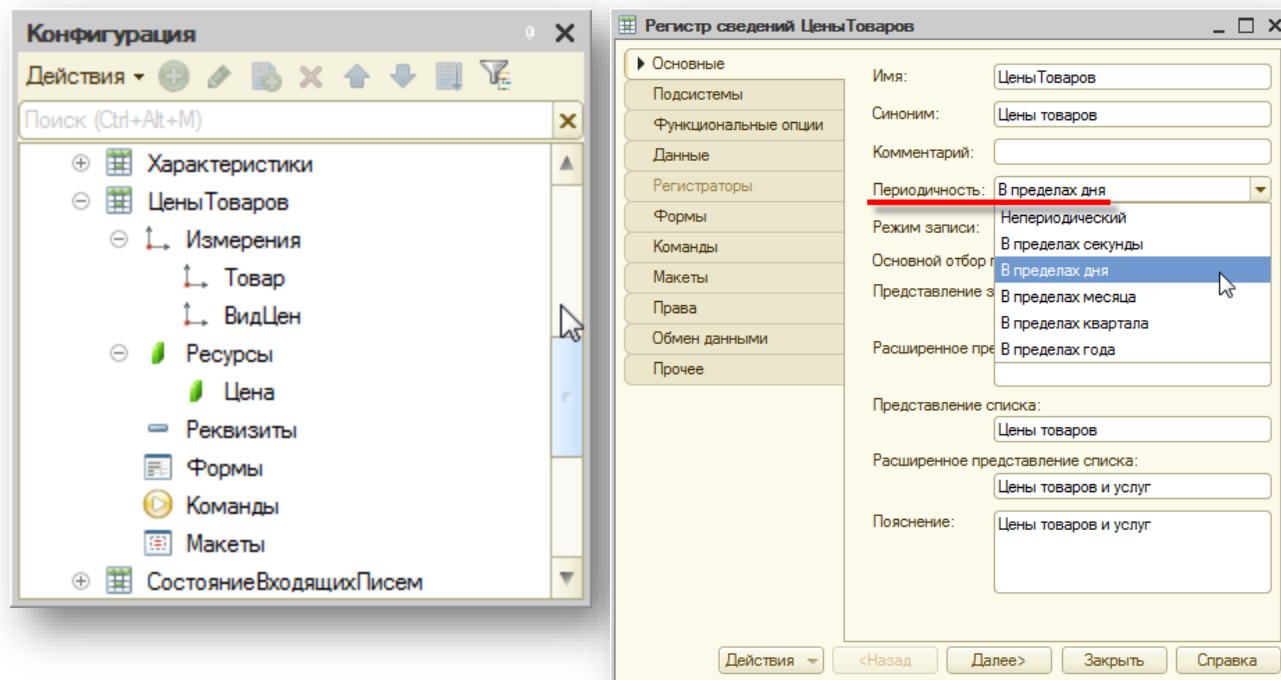 Конфигурация
Действия
Поиск (Ctrl+Alt+M)
Характеристики
ЦеныТоваров
Измерения
Товар
ВидЦен
Ресурсы
Цена
Реквизиты
Формы
Команды
Макеты
СостояниеВходящихПисем
Регистр сведений ЦеныТоваров
Основные
Подсистемы
Функциональные опции
Данные
Регистраторы
Формы
Команды
Макеты
Права
Обмен данными
Прочее
Имя: ЦеныТоваров
Синоним: Цены товаров
Комментарий:
Периодичность: В пределах дня
Непериодический
Режим записи:
В пределах секунды
Основной отбор
В пределах дня
Представление з
В пределах месяца
В пределах квартала
Расширенное пре
В пределах года
Представление списка:
Цены товаров
Расширенное представление списка:
Цены товаров и услуг
Пояснение: Цены товаров и услуг
Действия <Назад Далее> Закрыть Справка